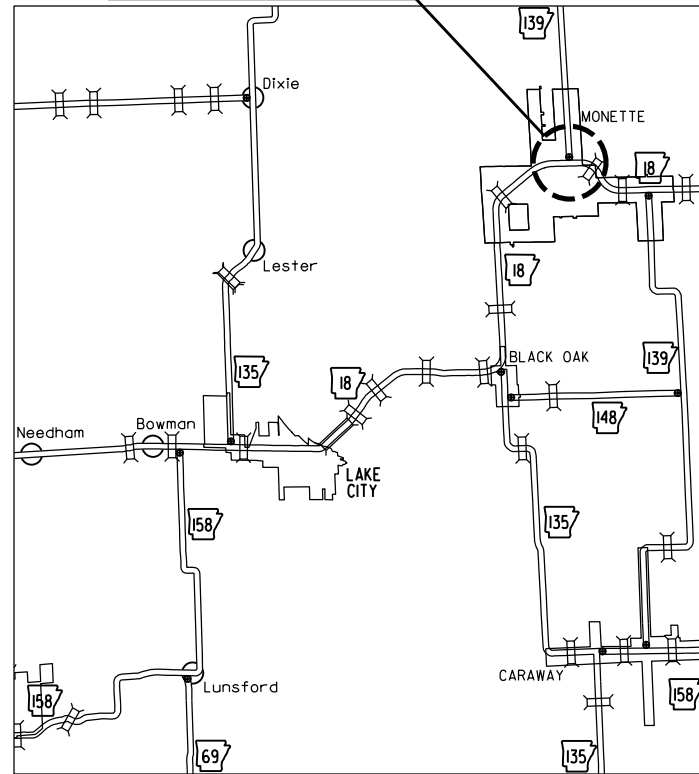 139
Dixie
MONETTE
18
Lester
18
139
BLACK OAK
135
18
148
Bowman
Needham
LAKE
CITY
158
135
CARAWAY
Lunsford
158
158
69
135